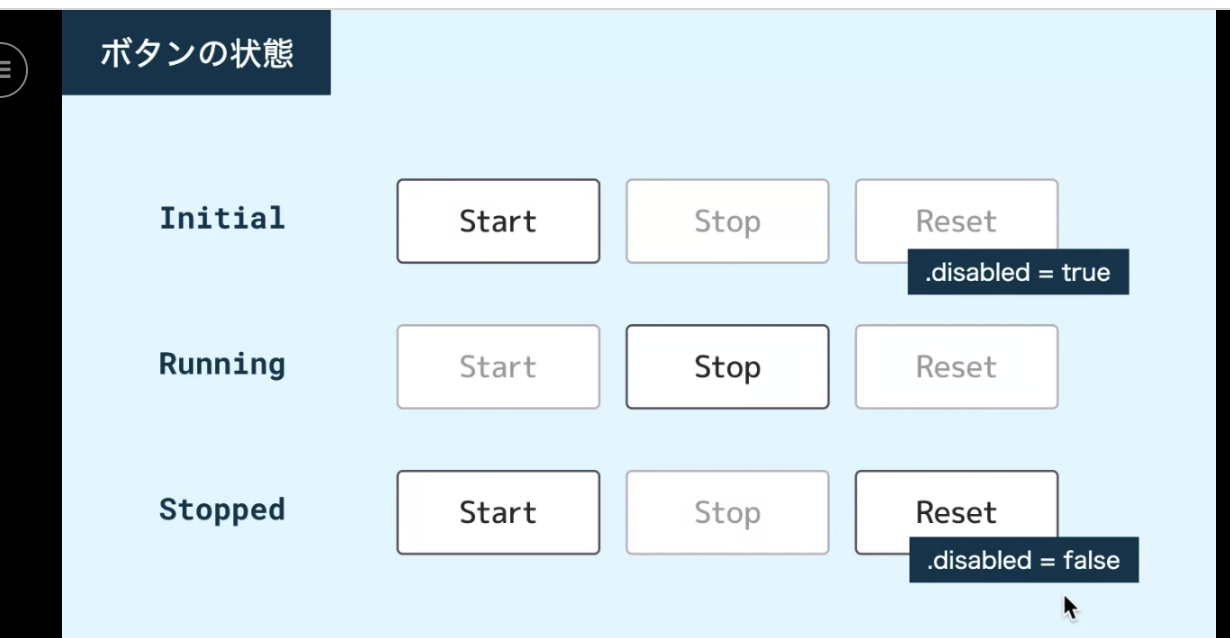 ボタンの状態
Initial Start Stop Reset
.disabled = true
Running Start Stop Reset
Stopped Start Stop Reset
.disabled = false